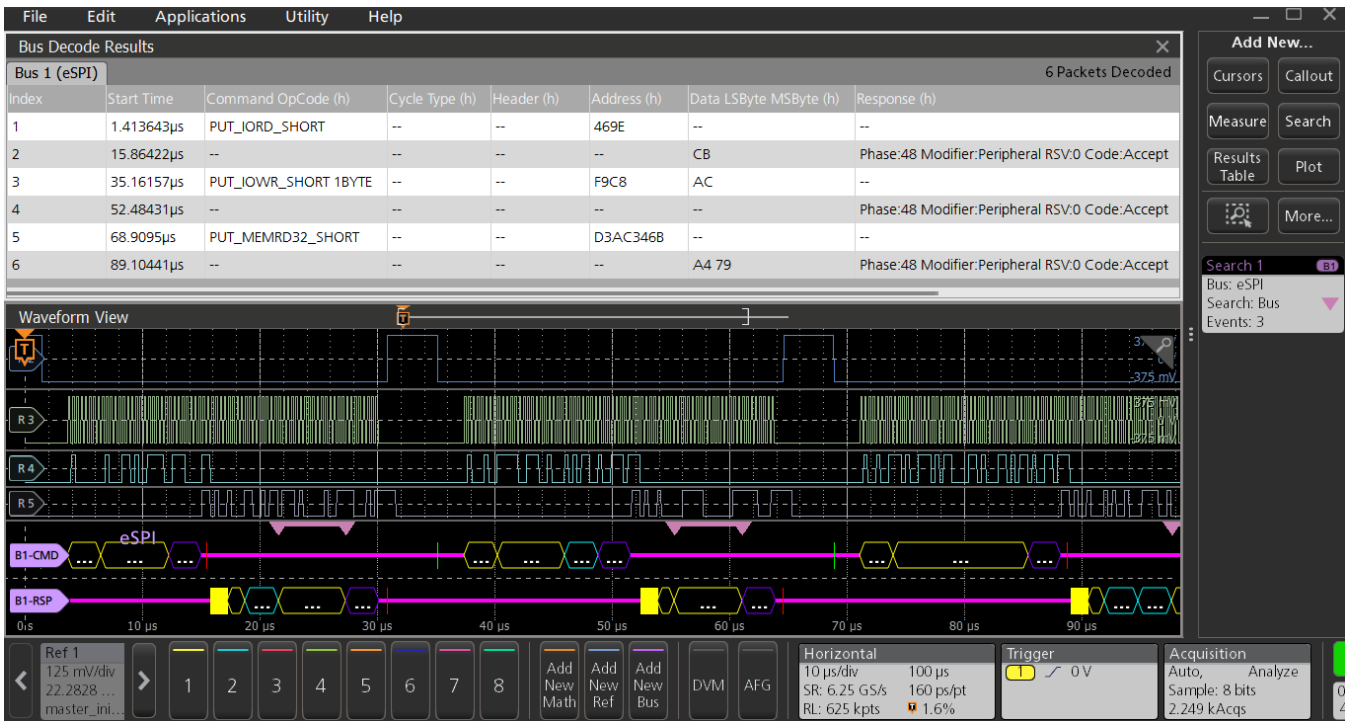 File Edit Applications Utility Help
Bus Decode Results
Bus 1 (eSPI) 6 Packets Decoded
Index Start Time Command OpCode (h) Cycle Type (h) Header (h) Address (h) Data LSByte MSByte (h) Response (h)
1 1.413643µs PUT_IORD_SHORT -- -- 469E -- --
2 15.86422µs -- -- -- -- CB Phase:48 Modifier:Peripheral RSV:0 Code:Accept
3 35.16157µs PUT_IOWR_SHORT 1BYTE -- -- F9C8 AC --
4 52.48431µs -- -- -- -- Phase:48 Modifier:Peripheral RSV:0 Code:Accept
5 68.9095µs PUT_MEMRD32_SHORT -- -- D3AC346B -- --
6 89.10441µs -- -- -- -- A4 79 Phase:48 Modifier:Peripheral RSV:0 Code:Accept
Waveform View
T
T
-375 mV
R3
375 mV
0 V
-375 mV
R4
R5
eSPI
B1-CMD ... ... ... ... ... ... ... ... ... ...
B1-RSP ... ... ... ... ... ... ...
0s 10 µs 20 µs 30 µs 40 µs 50 µs 60 µs 70 µs 80 µs 90 µs
Add New...
Cursors Callout
Measure Search
Results Table Plot
More...
Search 1 B1
Bus: eSPI
Search: Bus
Events: 3
Ref 1
125 mV/div
22.2828 ...
master_ini...
1 2 3 4 5 6 7 8
Add New Math
Add New Ref
Add New Bus
DVM AFG
Horizontal
10 µs/div 100 µs
SR: 6.25 GS/s 160 ps/pt
RL: 625 kpts 1.6%
Trigger
1 0 V
Acquisition
Auto, Analyze
Sample: 8 bits
2.249 kAcqs